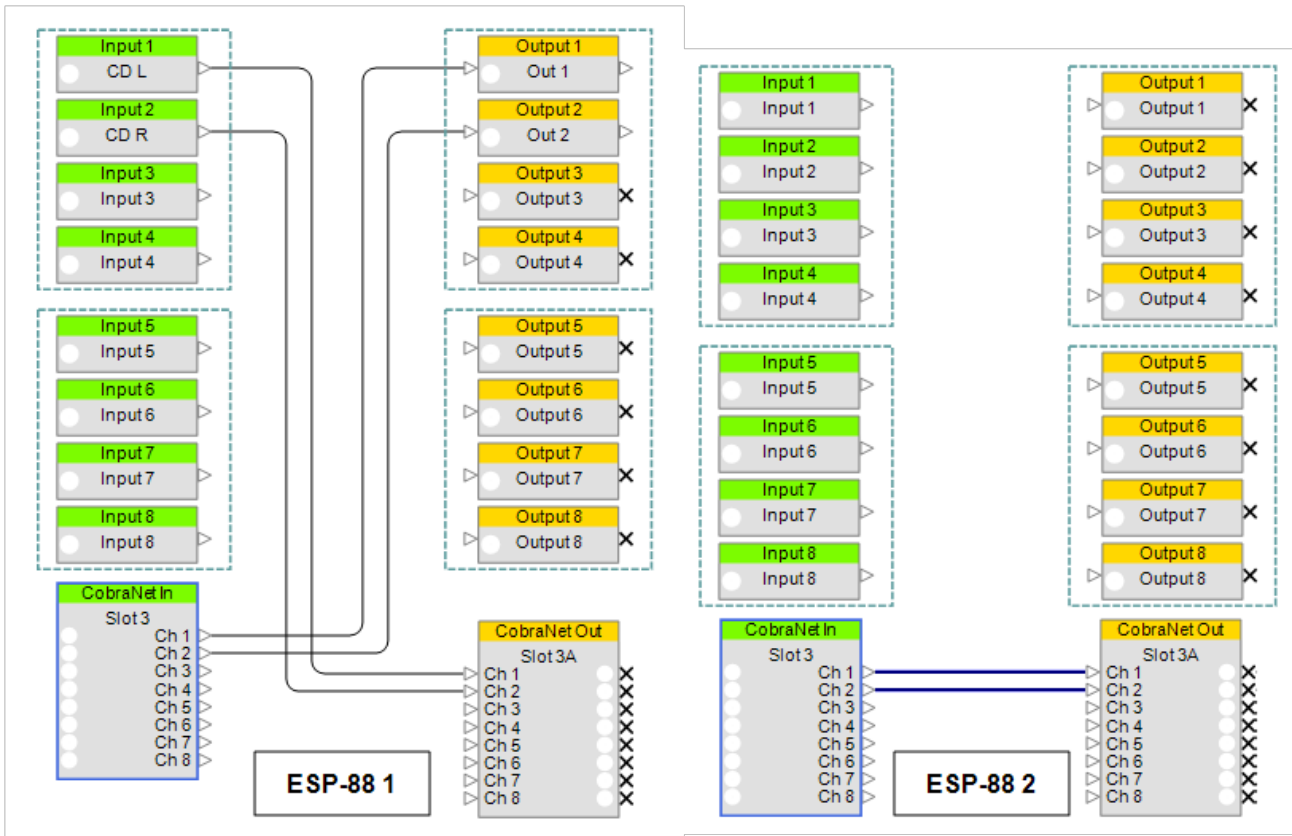 Input 1
CD L
Input 2
CD R
Input 3
Input 3
Input 4
Input 4
Input 5
Input 5
Input 6
Input 6
Input 7
Input 7
Input 8
Input 8
CobraNet In
Slot 3
Ch 1
Ch 2
Ch 3
Ch 4
Ch 5
Ch 6
Ch 7
Ch 8
Output 1
Out 1
Output 2
Out 2
Output 3
Output 3
Output 4
Output 4
Output 5
Output 5
Output 6
Output 6
Output 7
Output 7
Output 8
Output 8
CobraNet Out
Slot 3A
Ch 1
Ch 2
Ch 3
Ch 4
Ch 5
Ch 6
Ch 7
Ch 8
ESP-88 1
Input 1
Input 1
Input 2
Input 2
Input 3
Input 3
Input 4
Input 4
Input 5
Input 5
Input 6
Input 6
Input 7
Input 7
Input 8
Input 8
CobraNet In
Slot 3
Ch 1
Ch 2
Ch 3
Ch 4
Ch 5
Ch 6
Ch 7
Ch 8
Output 1
Output 1
Output 2
Output 2
Output 3
Output 3
Output 4
Output 4
Output 5
Output 5
Output 6
Output 6
Output 7
Output 7
Output 8
Output 8
CobraNet Out
Slot 3A
Ch 1
Ch 2
Ch 3
Ch 4
Ch 5
Ch 6
Ch 7
Ch 8
ESP-88 2